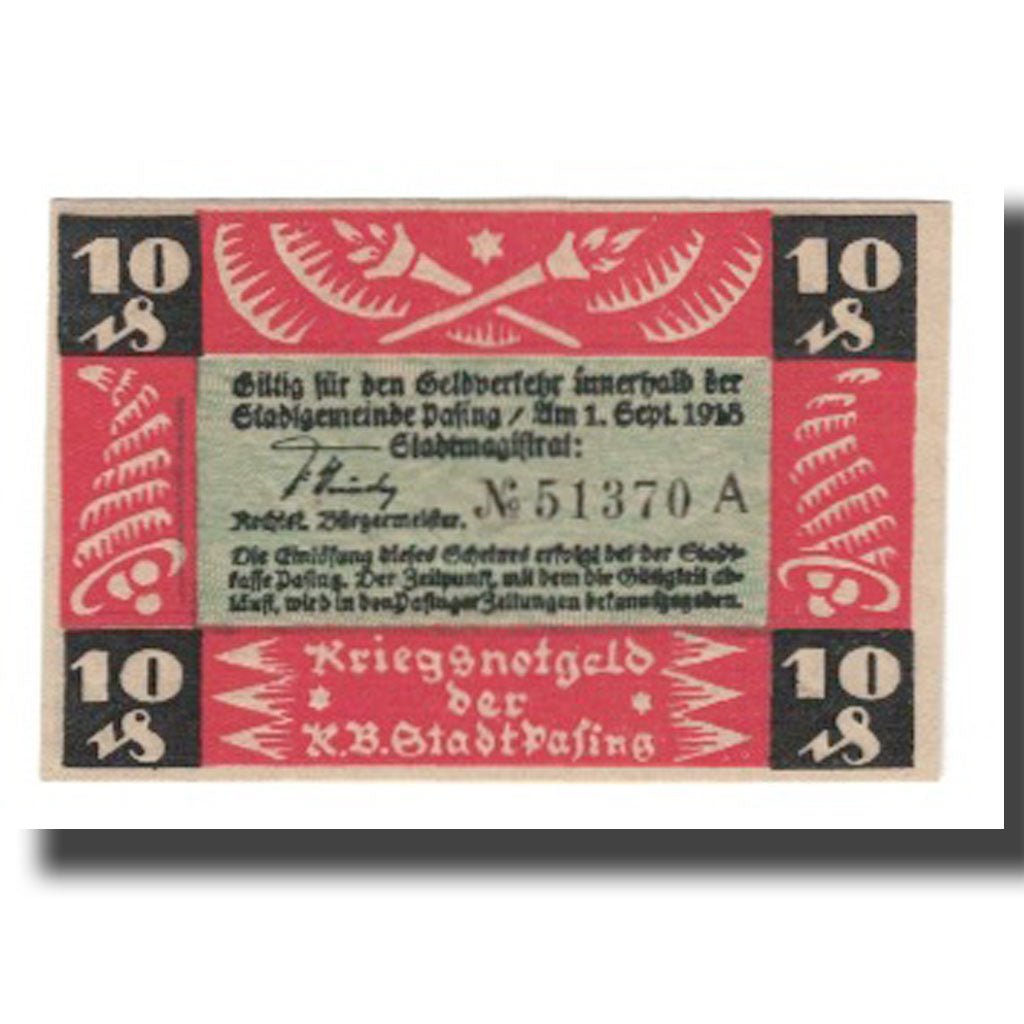 10 10
₰ ₰
Gültig für den Geldverkehr innerhalb der
Stadtgemeinde Pasing / Am 1. Sept. 1918
Stadtmagistrat:
№ 51370 A
Rechtsk. Bürgermeister.
Die Einlösung dieses Scheines erfolgt bei der Stadt-
kasse Pasing. Der Zeitpunkt, mit dem die Gültigkeit ab-
läuft, wird in den Pasinger Zeitungen bekanntgegeben.
10 10
₰ ₰
Kriegsnotgeld
der
K.B. Stadt Pasing